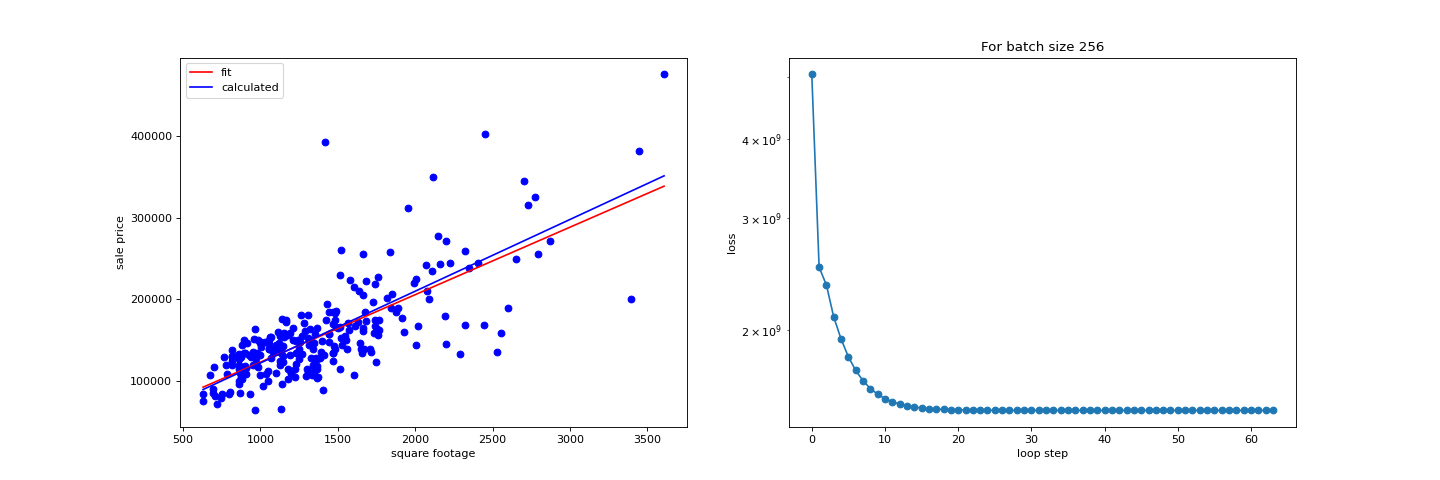 For batch size 256
fit
calculated
400000
300000
200000
100000
sale price
500 1000 1500 2000 2500 3000 3500
square footage
4 × 10⁹
3 × 10⁹
2 × 10⁹
loss
0 10 20 30 40 50 60
loop step